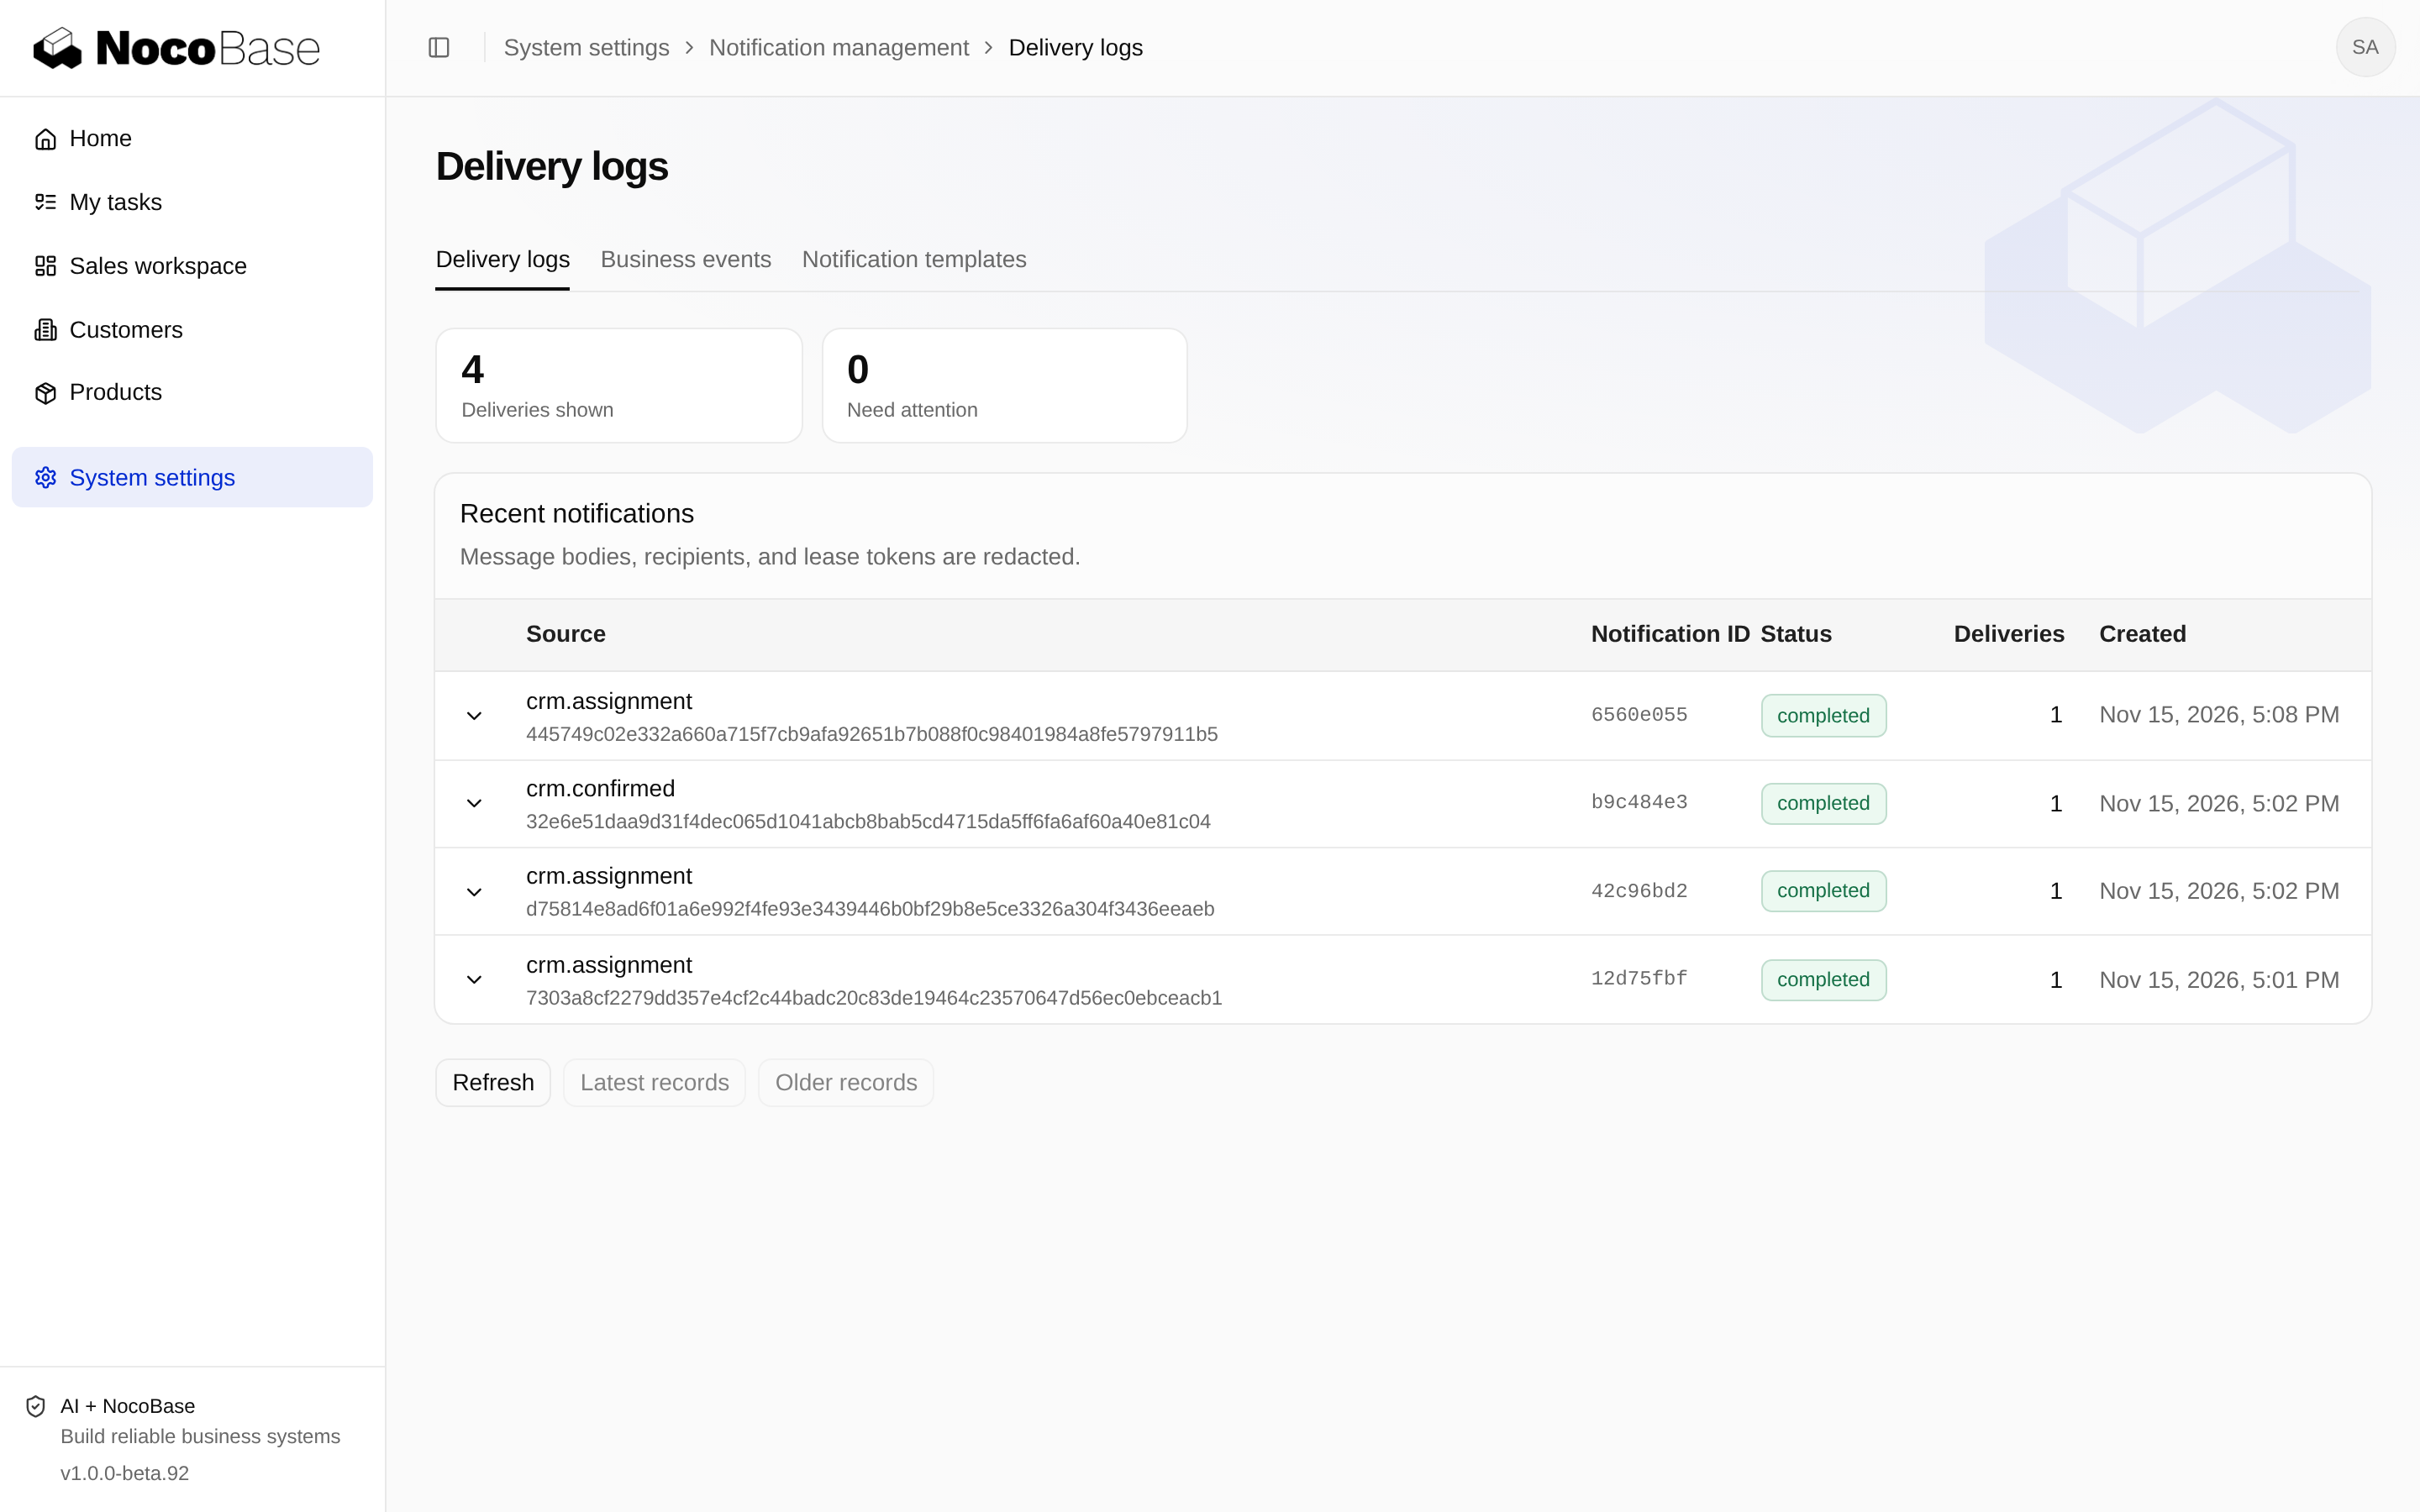 NocoBase
System settings > Notification management > Delivery logs
SA
Home
My tasks
Sales workspace
Customers
Products
System settings
Delivery logs
Delivery logs Business events Notification templates
4
Deliveries shown
0
Need attention
Recent notifications
Message bodies, recipients, and lease tokens are redacted.
Source Notification ID Status Deliveries Created
crm.assignment
445749c02e332a660a715f7cb9afa92651b7b088f0c98401984a8fe5797911b5
6560e055 completed 1 Nov 15, 2026, 5:08 PM
crm.confirmed
32e6e51daa9d31f4dec065d1041abcb8bab5cd4715da5ff6fa6af60a40e81c04
b9c484e3 completed 1 Nov 15, 2026, 5:02 PM
crm.assignment
d75814e8ad6f01a6e992f4fe93e3439446b0bf29b8e5ce3326a304f3436eeaeb
42c96bd2 completed 1 Nov 15, 2026, 5:02 PM
crm.assignment
7303a8cf2279dd357e4cf2c44badc20c83de19464c23570647d56ec0ebceacb1
12d75fbf completed 1 Nov 15, 2026, 5:01 PM
Refresh Latest records Older records
AI + NocoBase
Build reliable business systems
v1.0.0-beta.92